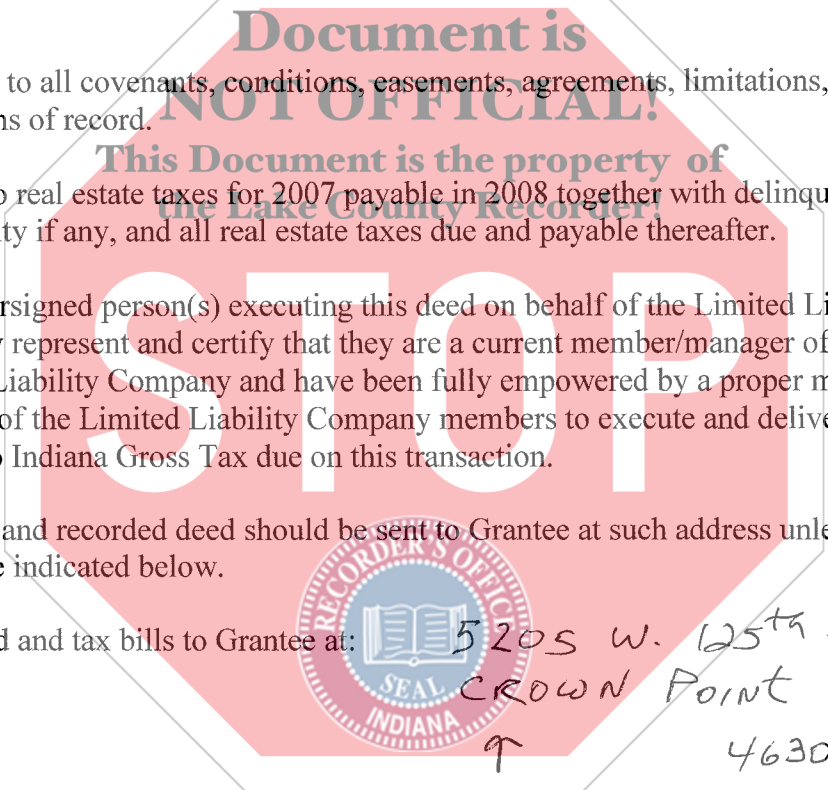 Document is
to all covenants, conditions, easements, agreements, limitations,
NOT OFFICIAL!
ns of record.
This Document is the property of
o real estate taxes for 2007 payable in 2008 together with delinqu
the Lake County Recorder!
ty if any, and all real estate taxes due and payable thereafter.
STOP
rsigned person(s) executing this deed on behalf of the Limited Li
y represent and certify that they are a current member/manager of
Liability Company and have been fully empowered by a proper m
of the Limited Liability Company members to execute and delive
o Indiana Gross Tax due on this transaction.
and recorded deed should be sent to Grantee at such address unle
e indicated below.
RECORDER'S OFFICE
d and tax bills to Grantee at: 5205 W. 125th
SEAL
CROWN POINT
INDIANA
4630